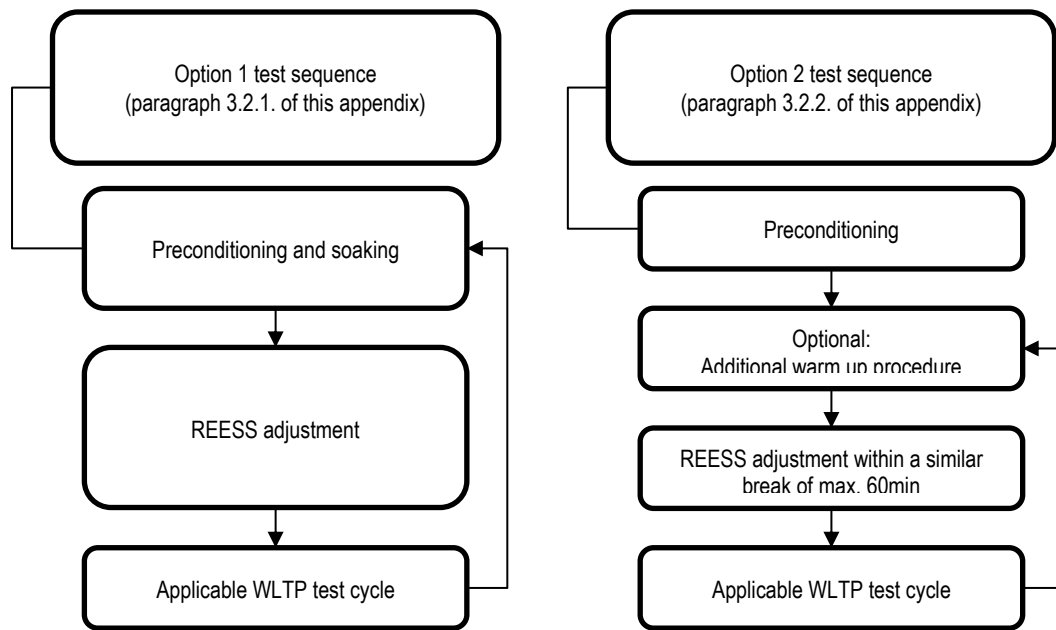 Option 1 test sequence
(paragraph 3.2.1. of this appendix)
Preconditioning and soaking
REESS adjustment
Applicable WLTP test cycle
Option 2 test sequence
(paragraph 3.2.2. of this appendix)
Preconditioning
Optional:
Additional warm up procedure
REESS adjustment within a similar
break of max. 60min
Applicable WLTP test cycle